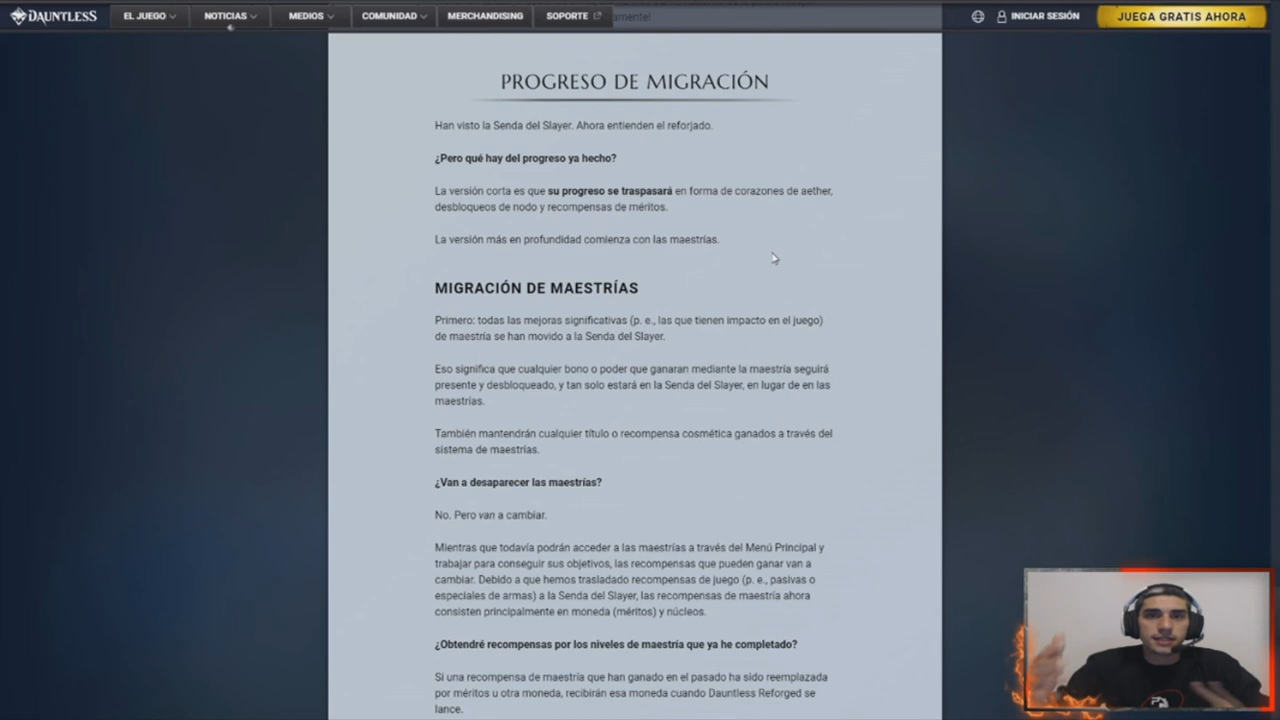 DAUNTLESS
EL JUEGO
NOTICIAS
MEDIOS
COMUNIDAD
MERCHANDISING
SOPORTE
INICIAR SESIÓN
JUEGA GRATIS AHORA
PROGRESO DE MIGRACIÓN
Han visto la Senda del Slayer. Ahora entienden el reforjado.
¿Pero qué hay del progreso ya hecho?
La versión corta es que su progreso se traspasará en forma de corazones de aether,
desbloqueos de nodo y recompensas de méritos.
La versión más en profundidad comienza con las maestrías.
MIGRACIÓN DE MAESTRÍAS
Primero: todas las mejoras significativas (p. e., las que tienen impacto en el juego)
de maestría se han movido a la Senda del Slayer.
Eso significa que cualquier bono o poder que ganaran mediante la maestría seguirá
presente y desbloqueado, y tan solo estará en la Senda del Slayer, en lugar de en las
maestrías.
También mantendrán cualquier título o recompensa cosmética ganados a través del
sistema de maestrías.
¿Van a desaparecer las maestrías?
No. Pero van a cambiar.
Mientras que todavía podrán acceder a las maestrías a través del Menú Principal y
trabajar para conseguir sus objetivos, las recompensas que pueden ganar van a
cambiar. Debido a que hemos trasladado recompensas de juego (p. e., pasivas o
especiales de armas) a la Senda del Slayer, las recompensas de maestría ahora
consisten principalmente en moneda (méritos) y núcleos.
¿Obtendré recompensas por los niveles de maestría que ya he completado?
Si una recompensa de maestría que han ganado en el pasado ha sido reemplazada
por méritos u otra moneda, recibirán esa moneda cuando Dauntless Reforged se
lance.